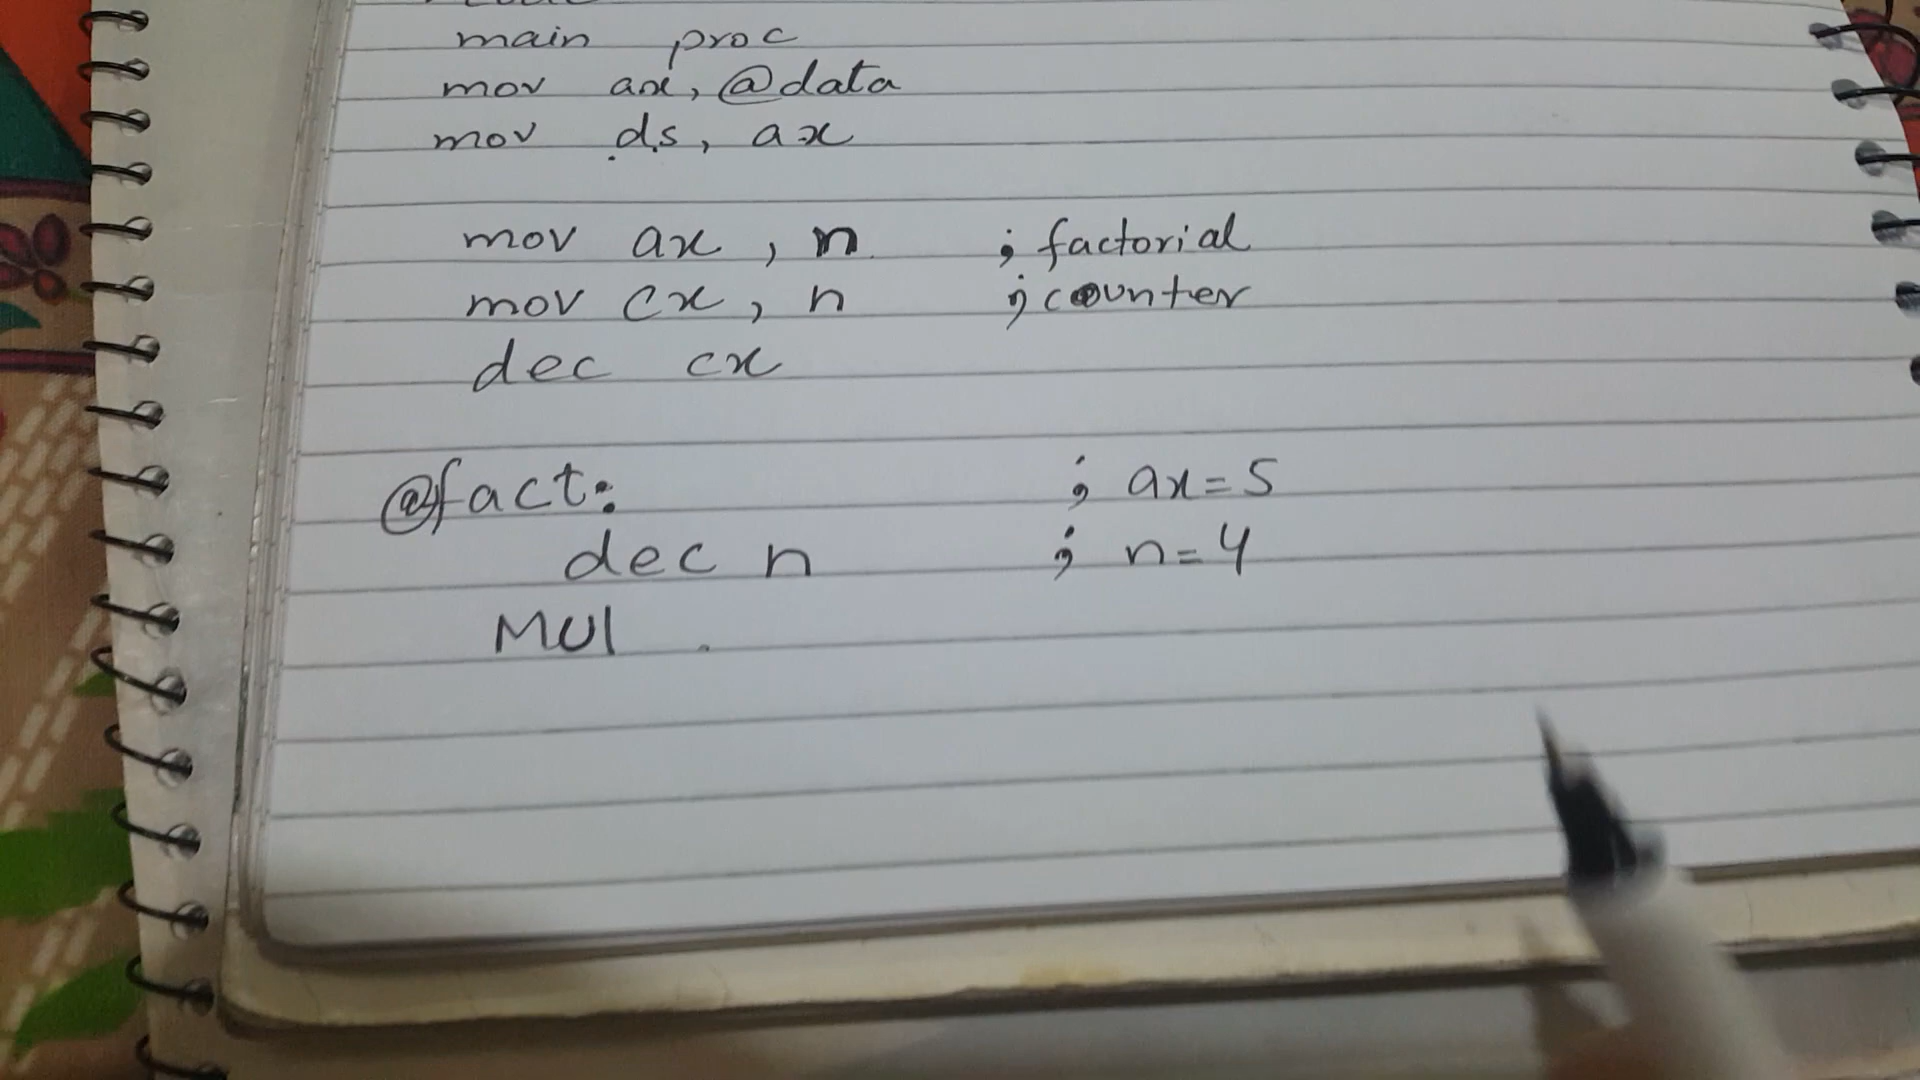 main proc
mov ax, @data
mov ds, ax
mov ax, n ; factorial
mov cx, n ; counter
dec cx
@fact: ; ax=5
dec n ; n=4
MUl